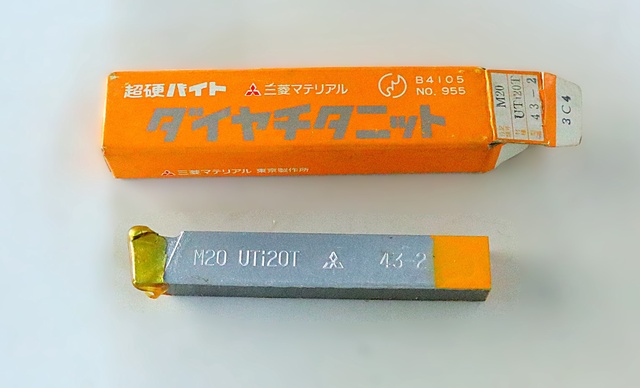 超硬バイト 三菱マテリアル B4105
NO. 955
ダイヤチタニット
三菱マテリアル 東京製作所
M20
UTi20T
43-2
3C4
M20 UTi20T 43-2